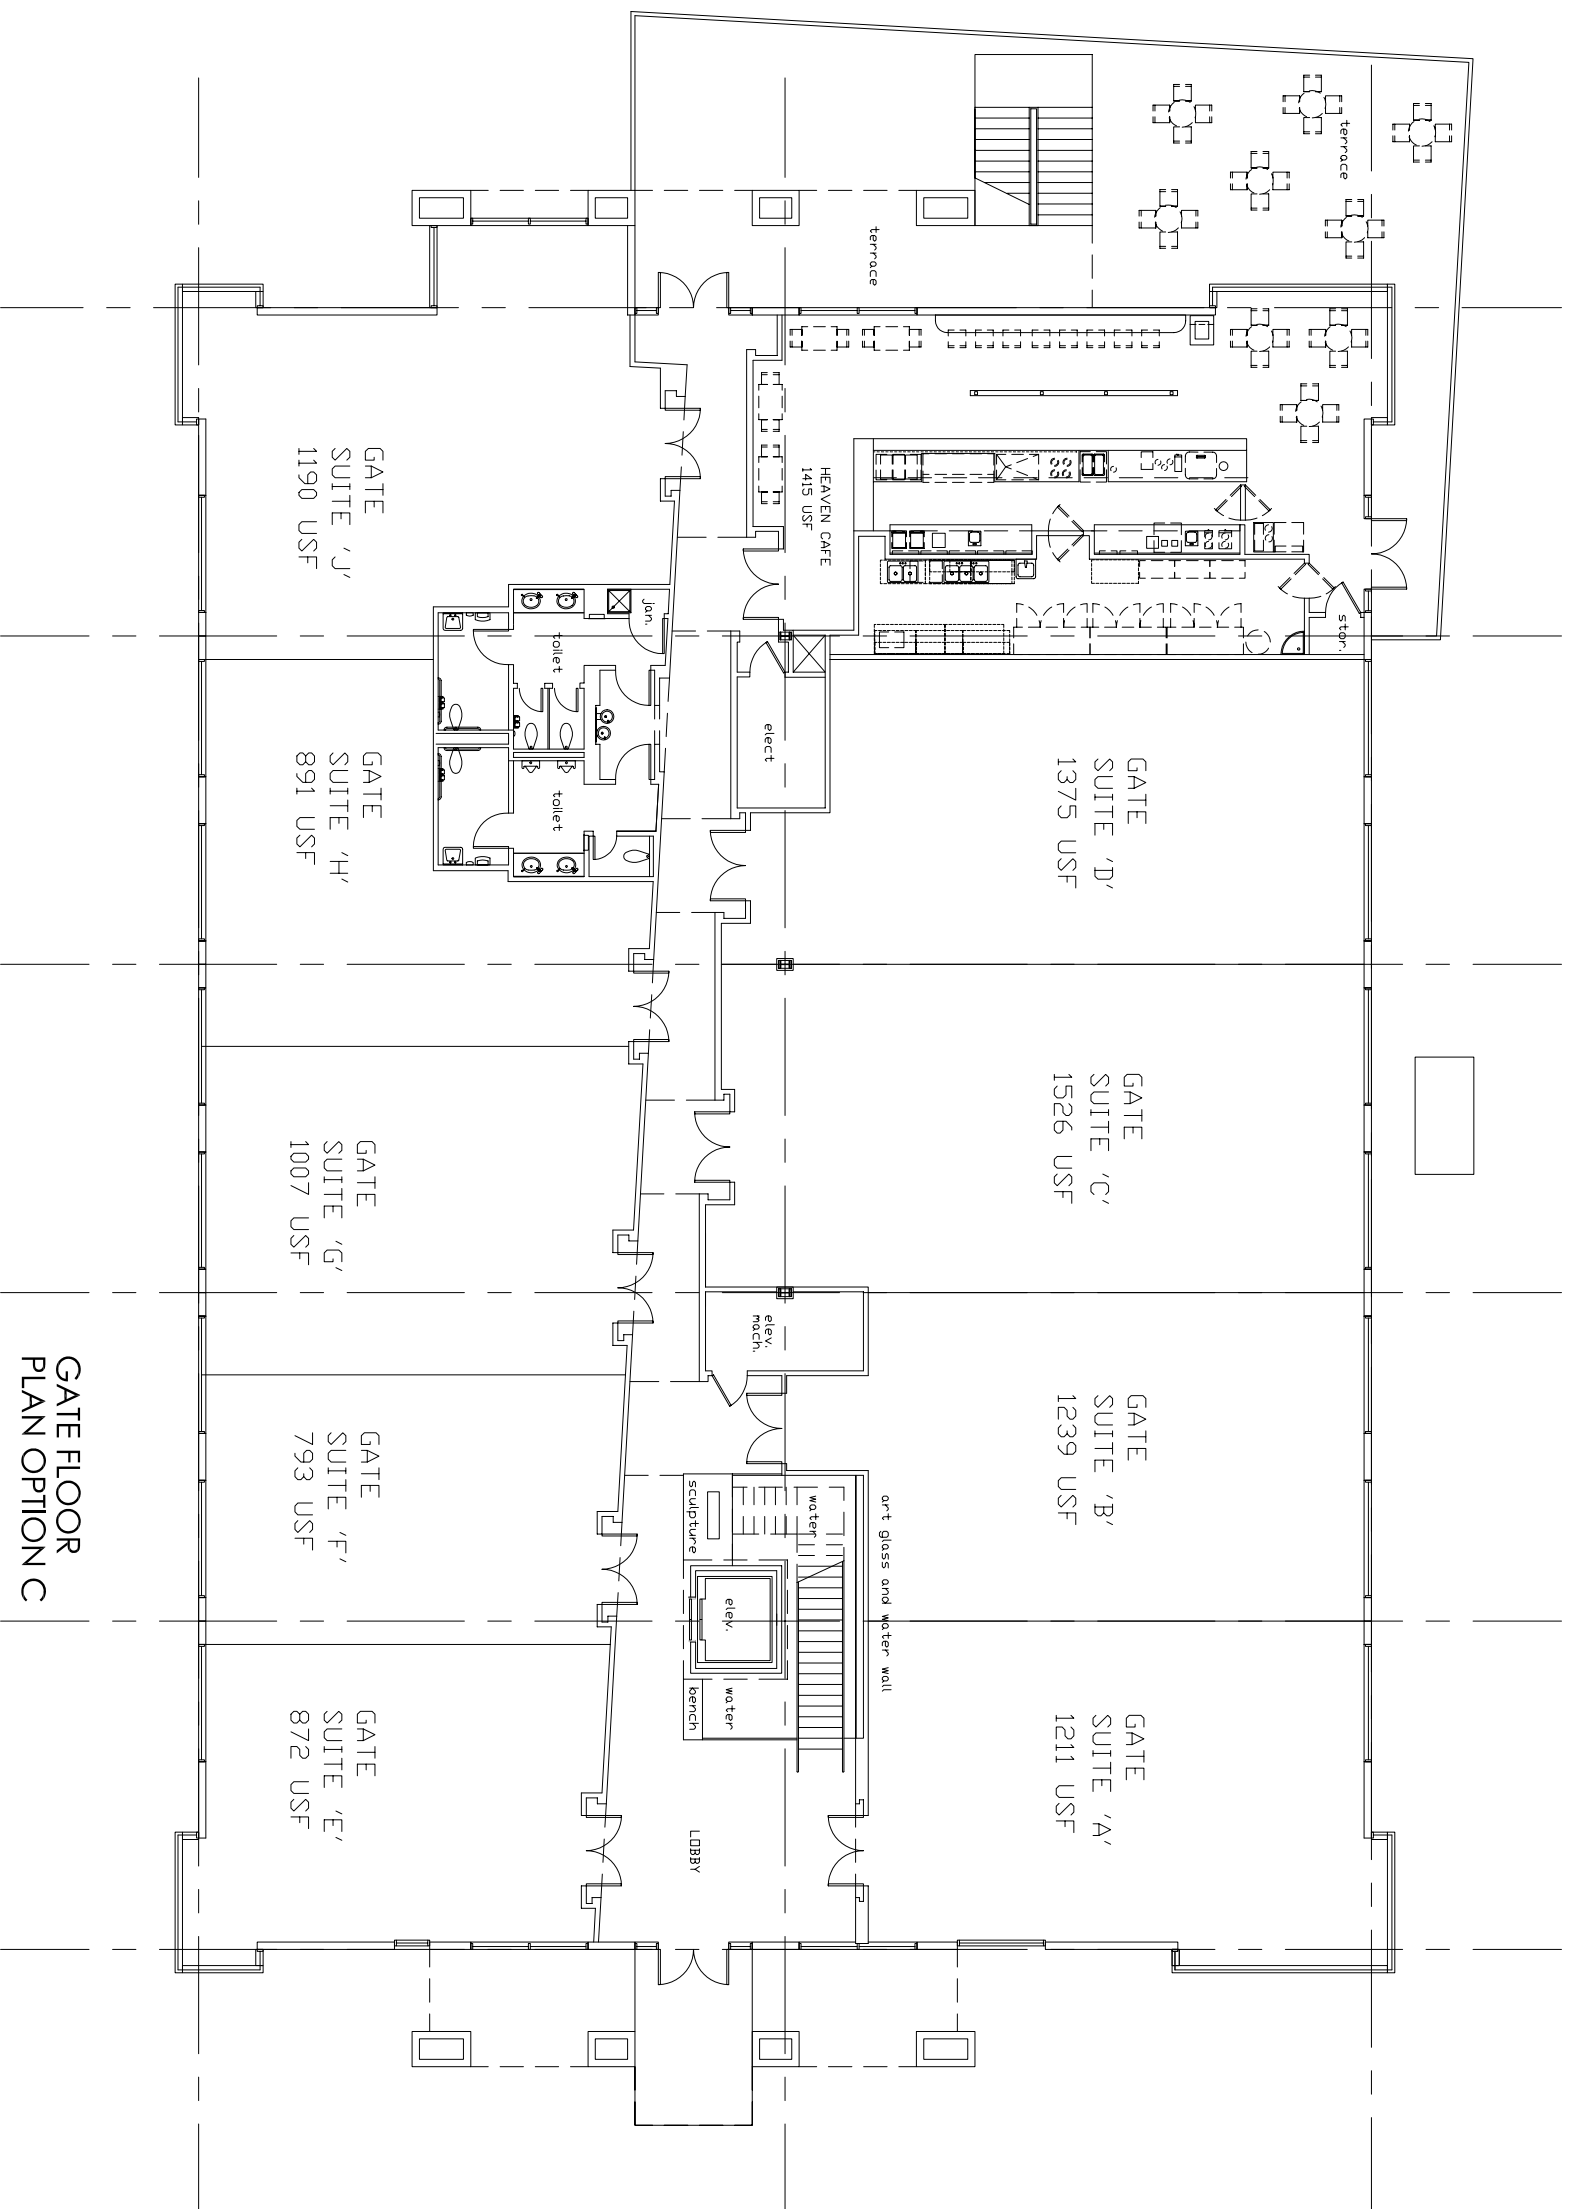 terrace
terrace
HEAVEN CAFE
1415 USF
stor.
GATE
SUITE 'D'
1375 USF
GATE
SUITE 'C'
1526 USF
GATE
SUITE 'B'
1239 USF
GATE
SUITE 'A'
1211 USF
art glass and water wall
elect
elev.
mach.
water
sculpture
elev.
water
bench
LOBBY
jan.
toilet
toilet
GATE
SUITE 'J'
1190 USF
GATE
SUITE 'H'
891 USF
GATE
SUITE 'G'
1007 USF
GATE
SUITE 'F'
793 USF
GATE
SUITE 'E'
872 USF
GATE FLOOR
PLAN OPTION C